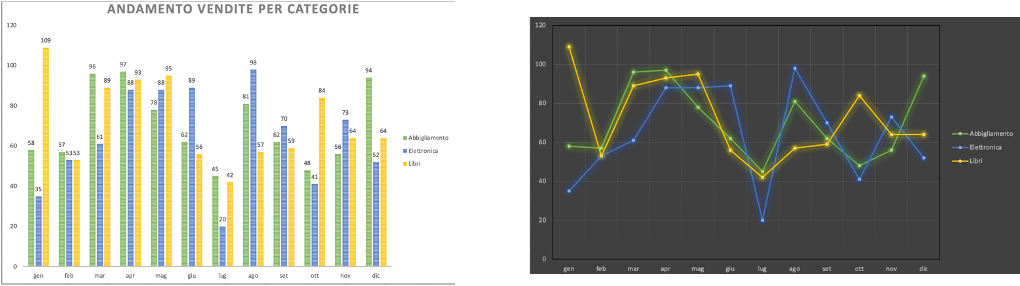 ANDAMENTO VENDITE PER CATEGORIE
120
100
80
60
40
20
0
58 35 109
57 53 53
96 61 89
97 88 93
78 88 95
62 89 56
45 20 42
81 98 57
62 70 59
48 41 84
56 73 64
94 52 64
gen feb mar apr mag giu lug ago set ott nov dic
Abbigliamento
Elettronica
Libri
120
100
80
60
40
20
0
gen feb mar apr mag giu lug ago set ott nov dic
Abbigliamento
Elettronica
Libri